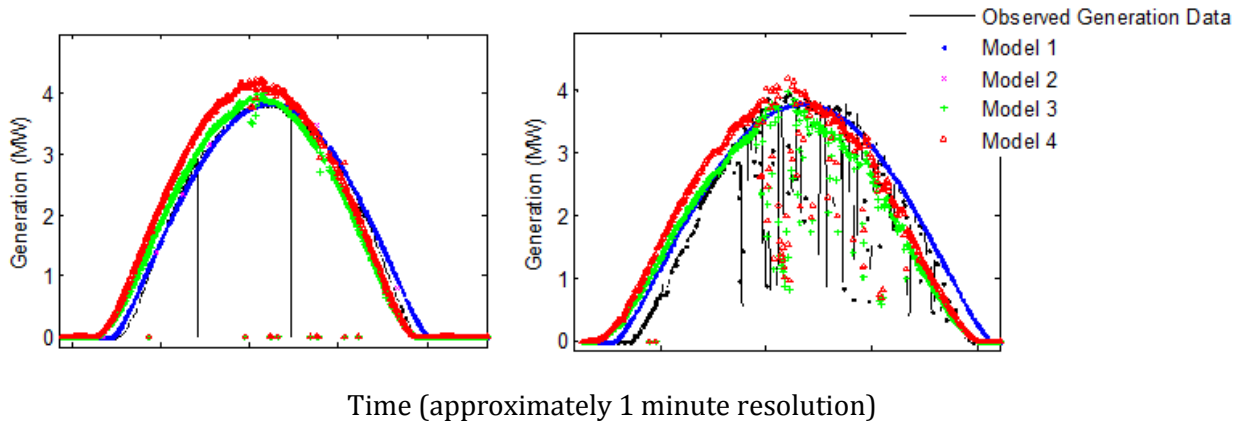 Observed Generation Data
Model 1
Model 2
Model 3
Model 4
Generation (MW)
4
3
2
1
0
Generation (MW)
4
3
2
1
0
Time (approximately 1 minute resolution)